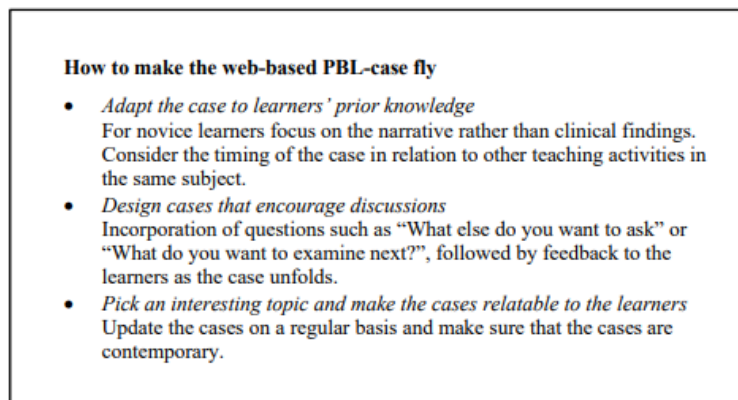 How to make the web-based PBL-case fly
• Adapt the case to learners’ prior knowledge
For novice learners focus on the narrative rather than clinical findings.
Consider the timing of the case in relation to other teaching activities in
the same subject.
• Design cases that encourage discussions
Incorporation of questions such as “What else do you want to ask” or
“What do you want to examine next?”, followed by feedback to the
learners as the case unfolds.
• Pick an interesting topic and make the cases relatable to the learners
Update the cases on a regular basis and make sure that the cases are
contemporary.